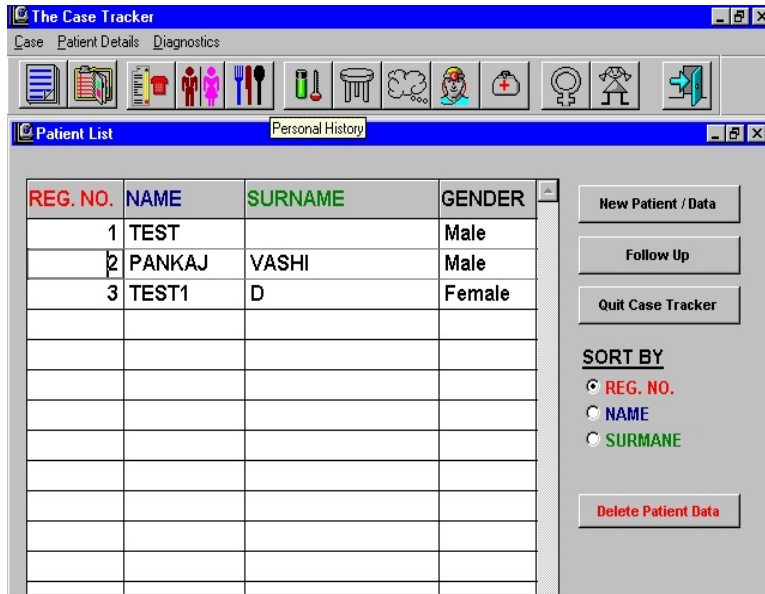 The Case Tracker
Case Patient Details Diagnostics
Personal History
Patient List
REG. NO. NAME SURNAME GENDER
1 TEST Male
2 PANKAJ VASHI Male
3 TEST1 D Female
New Patient / Data
Follow Up
Quit Case Tracker
SORT BY
REG. NO.
NAME
SURMANE
Delete Patient Data